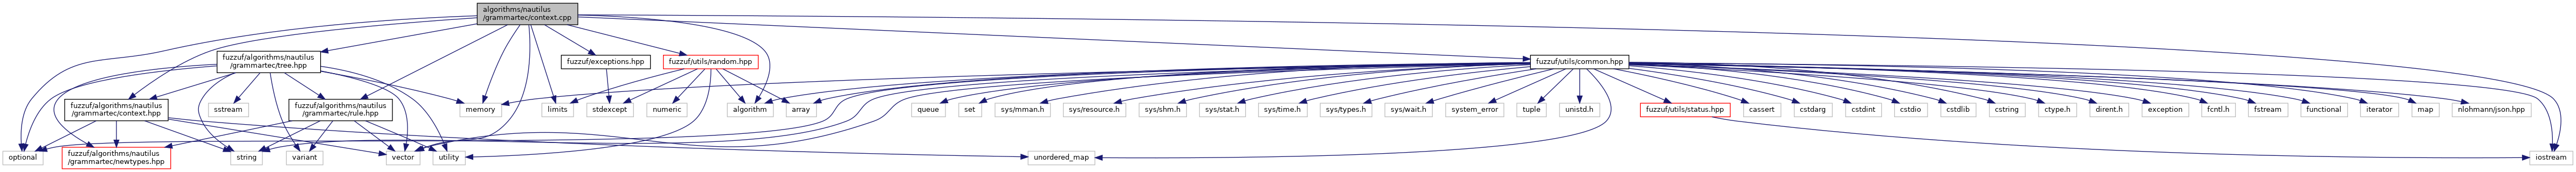 algorithms/nautilus
/grammartec/context.cpp
fuzzuf/algorithms/nautilus
/grammartec/tree.hpp
fuzzuf/exceptions.hpp
fuzzuf/utils/random.hpp
fuzzuf/utils/common.hpp
fuzzuf/algorithms/nautilus
/grammartec/context.hpp
sstream
fuzzuf/algorithms/nautilus
/grammartec/rule.hpp
memory
limits
stdexcept
numeric
algorithm
array
queue
set
sys/mman.h
sys/resource.h
sys/shm.h
sys/stat.h
sys/time.h
sys/types.h
sys/wait.h
system_error
tuple
unistd.h
fuzzuf/utils/status.hpp
cassert
cstdarg
cstdint
cstdio
cstdlib
cstring
ctype.h
dirent.h
exception
fcntl.h
fstream
functional
iterator
map
nlohmann/json.hpp
optional
fuzzuf/algorithms/nautilus
/grammartec/newtypes.hpp
string
variant
vector
utility
unordered_map
iostream